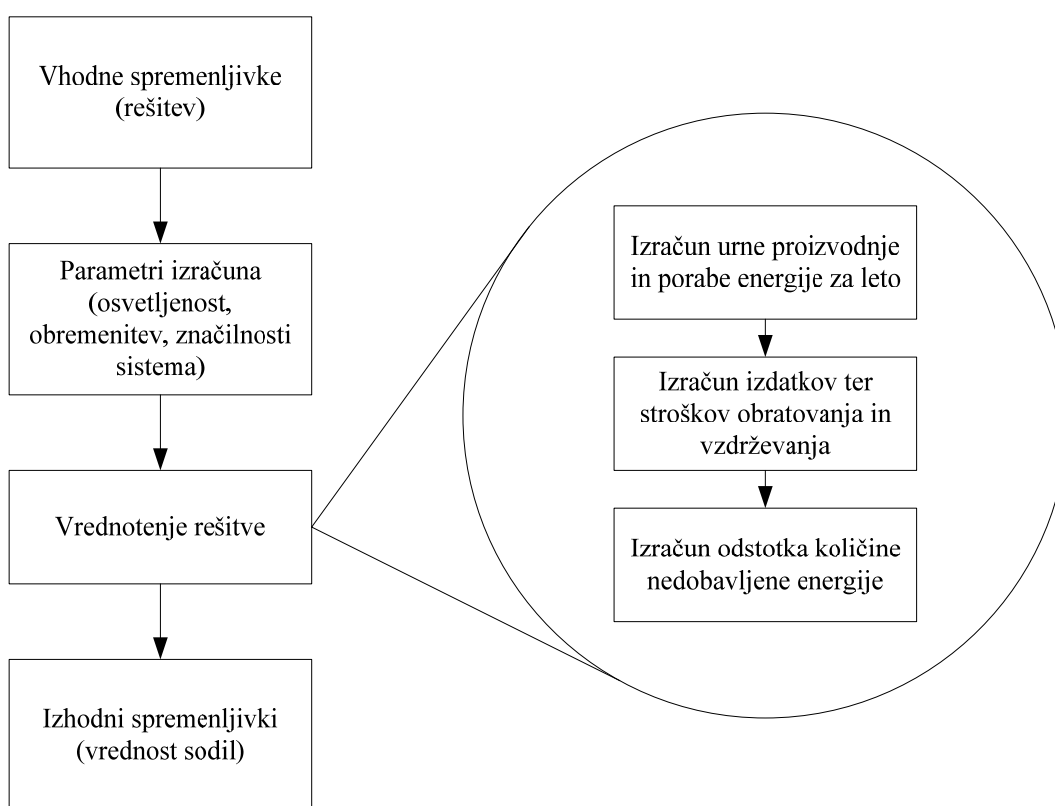 Vhodne spremenljivke
(rešitev)
Parametri izračuna
(osvetljenost,
obremenitev, značilnosti
sistema)
Vrednotenje rešitve
Izhodni spremenljivki
(vrednost sodil)
Izračun urne proizvodnje
in porabe energije za leto
Izračun izdatkov ter
stroškov obratovanja in
vzdrževanja
Izračun odstotka količine
nedobavljene energije